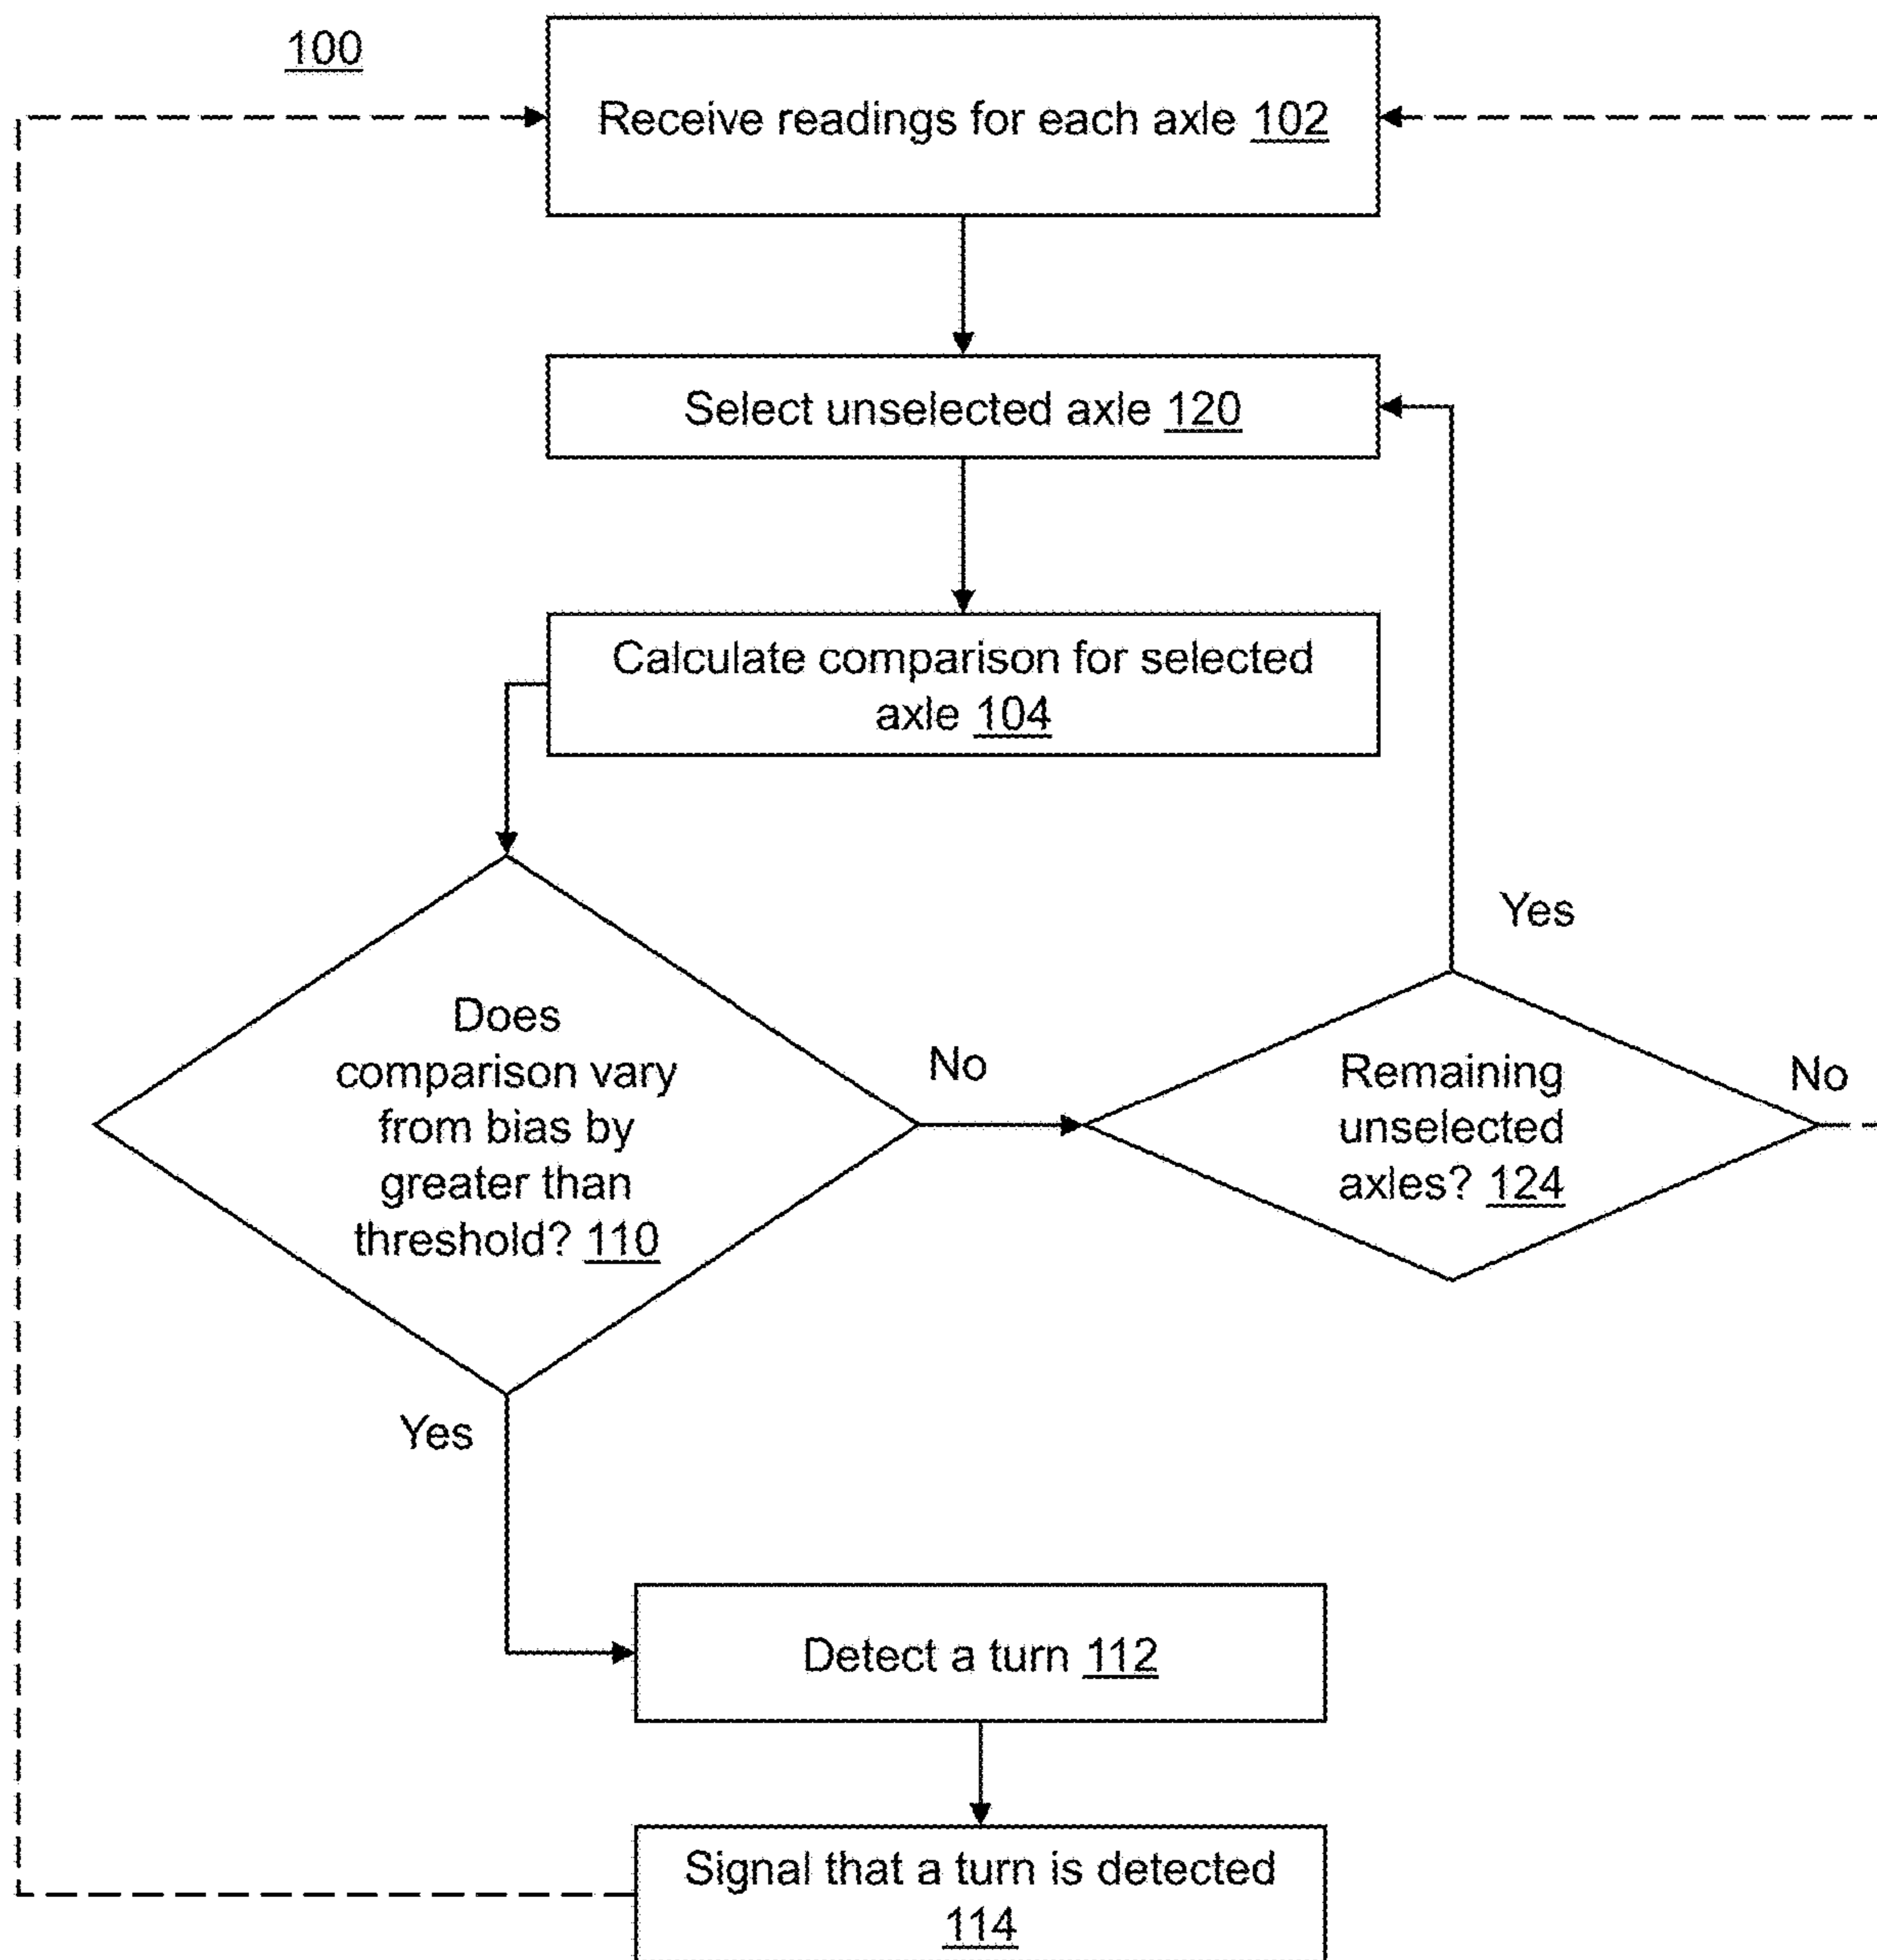 100
Receive readings for each axle 102
Select unselected axle 120
Calculate comparison for selected
axle 104
Yes
Does
comparison vary
from bias by
greater than
threshold? 110
No
Remaining
unselected
axles? 124
No
Yes
Detect a turn 112
Signal that a turn is detected
114